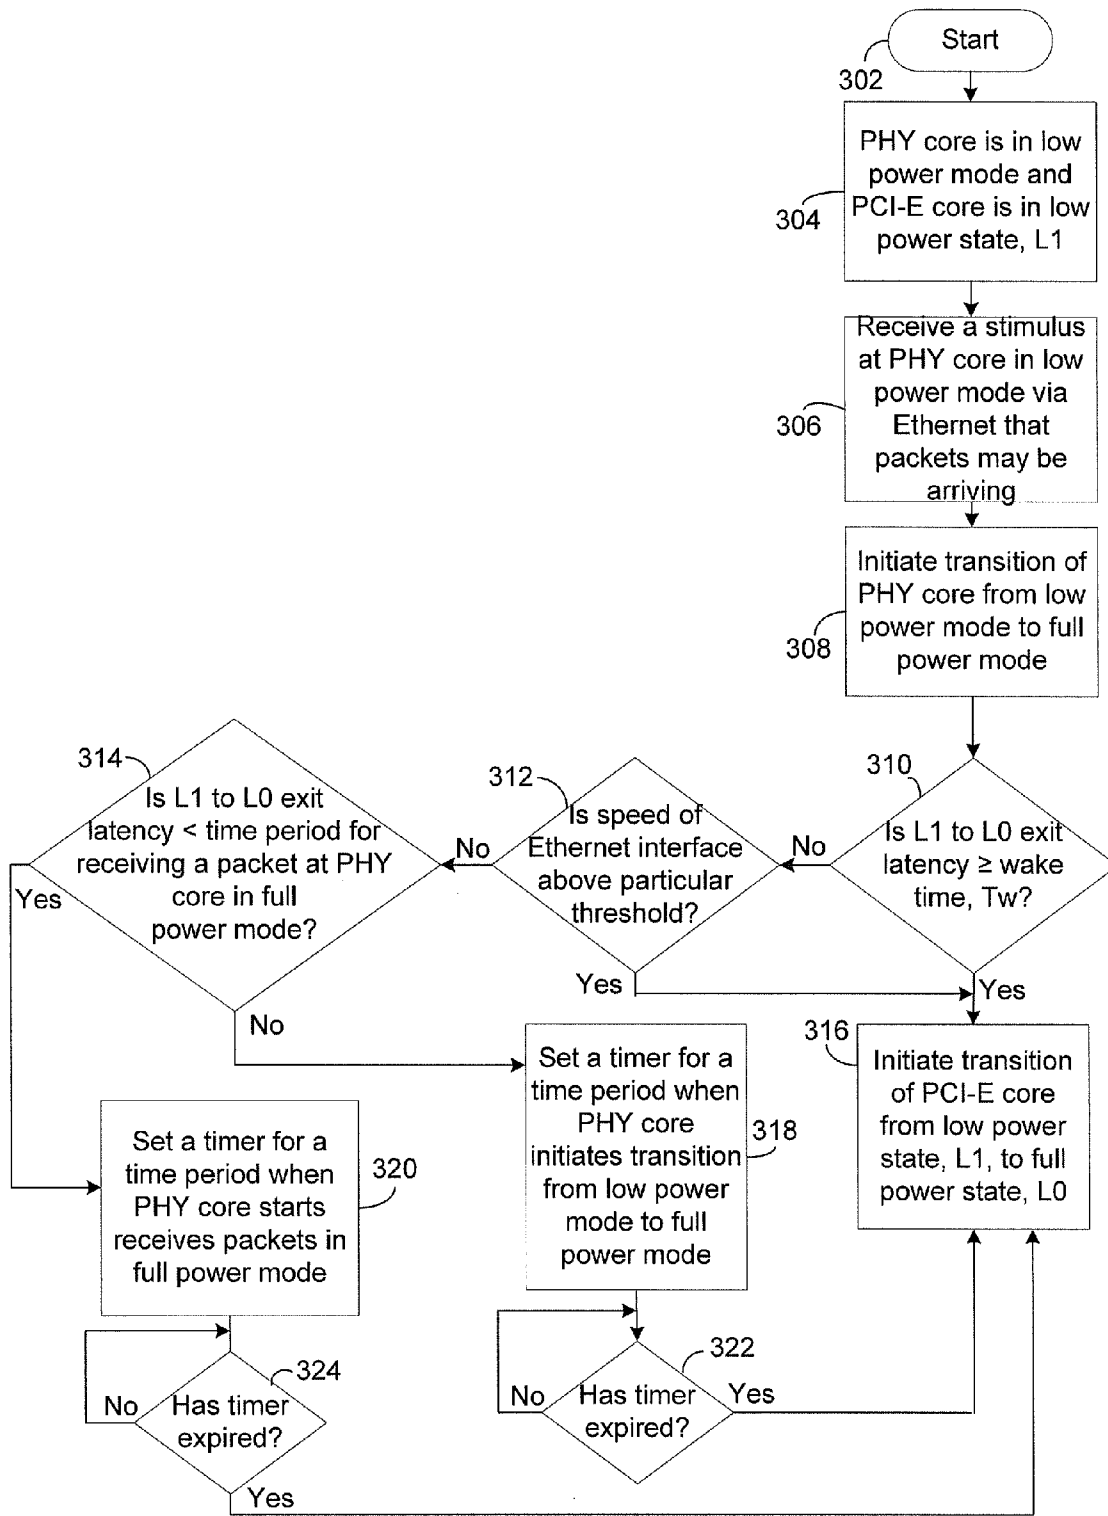 Start
302
PHY core is in low
power mode and
PCI-E core is in low
power state, L1
304
Receive a stimulus
at PHY core in low
power mode via
Ethernet that
packets may be
arriving
306
Initiate transition of
PHY core from low
power mode to full
power mode
308
310
Is L1 to L0 exit
latency ≥ wake
time, Tw?
No
Yes
312
Is speed of
Ethernet interface
above particular
threshold?
No
Yes
314
Is L1 to L0 exit
latency < time period for
receiving a packet at PHY
core in full
power mode?
Yes
No
316
Initiate transition
of PCI-E core
from low power
state, L1, to full
power state, L0
Set a timer for a
time period when
PHY core
initiates transition
from low power
mode to full
power mode
318
Set a timer for a
time period when
PHY core starts
receives packets in
full power mode
320
322
Has timer
expired?
No
Yes
324
Has timer
expired?
No
Yes